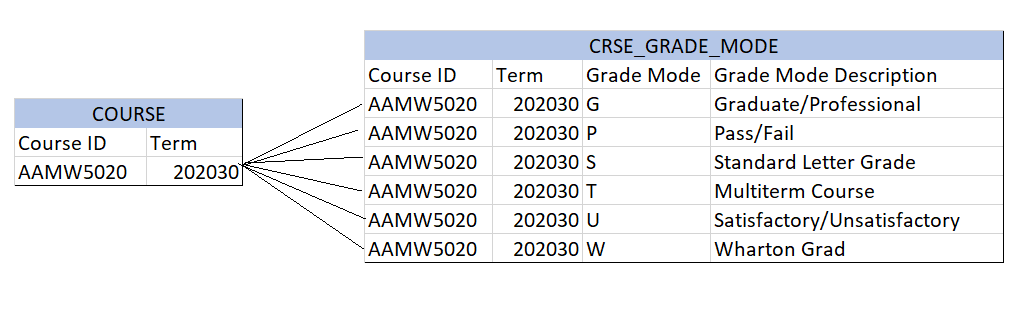 COURSE
Course ID Term
AAMW5020 202030
CRSE_GRADE_MODE
Course ID Term Grade Mode Grade Mode Description
AAMW5020 202030 G Graduate/Professional
AAMW5020 202030 P Pass/Fail
AAMW5020 202030 S Standard Letter Grade
AAMW5020 202030 T Multiterm Course
AAMW5020 202030 U Satisfactory/Unsatisfactory
AAMW5020 202030 W Wharton Grad